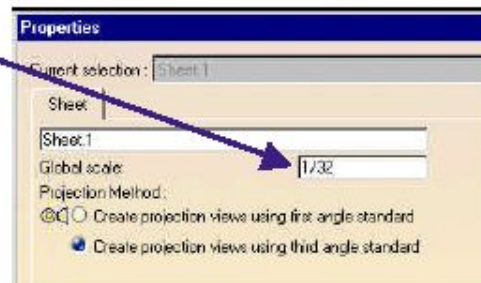 Properties
Current selection : Sheet.1
Sheet
Sheet.1
Global scale: 1/32
Projection Method :
Create projection views using first angle standard
Create projection views using third angle standard